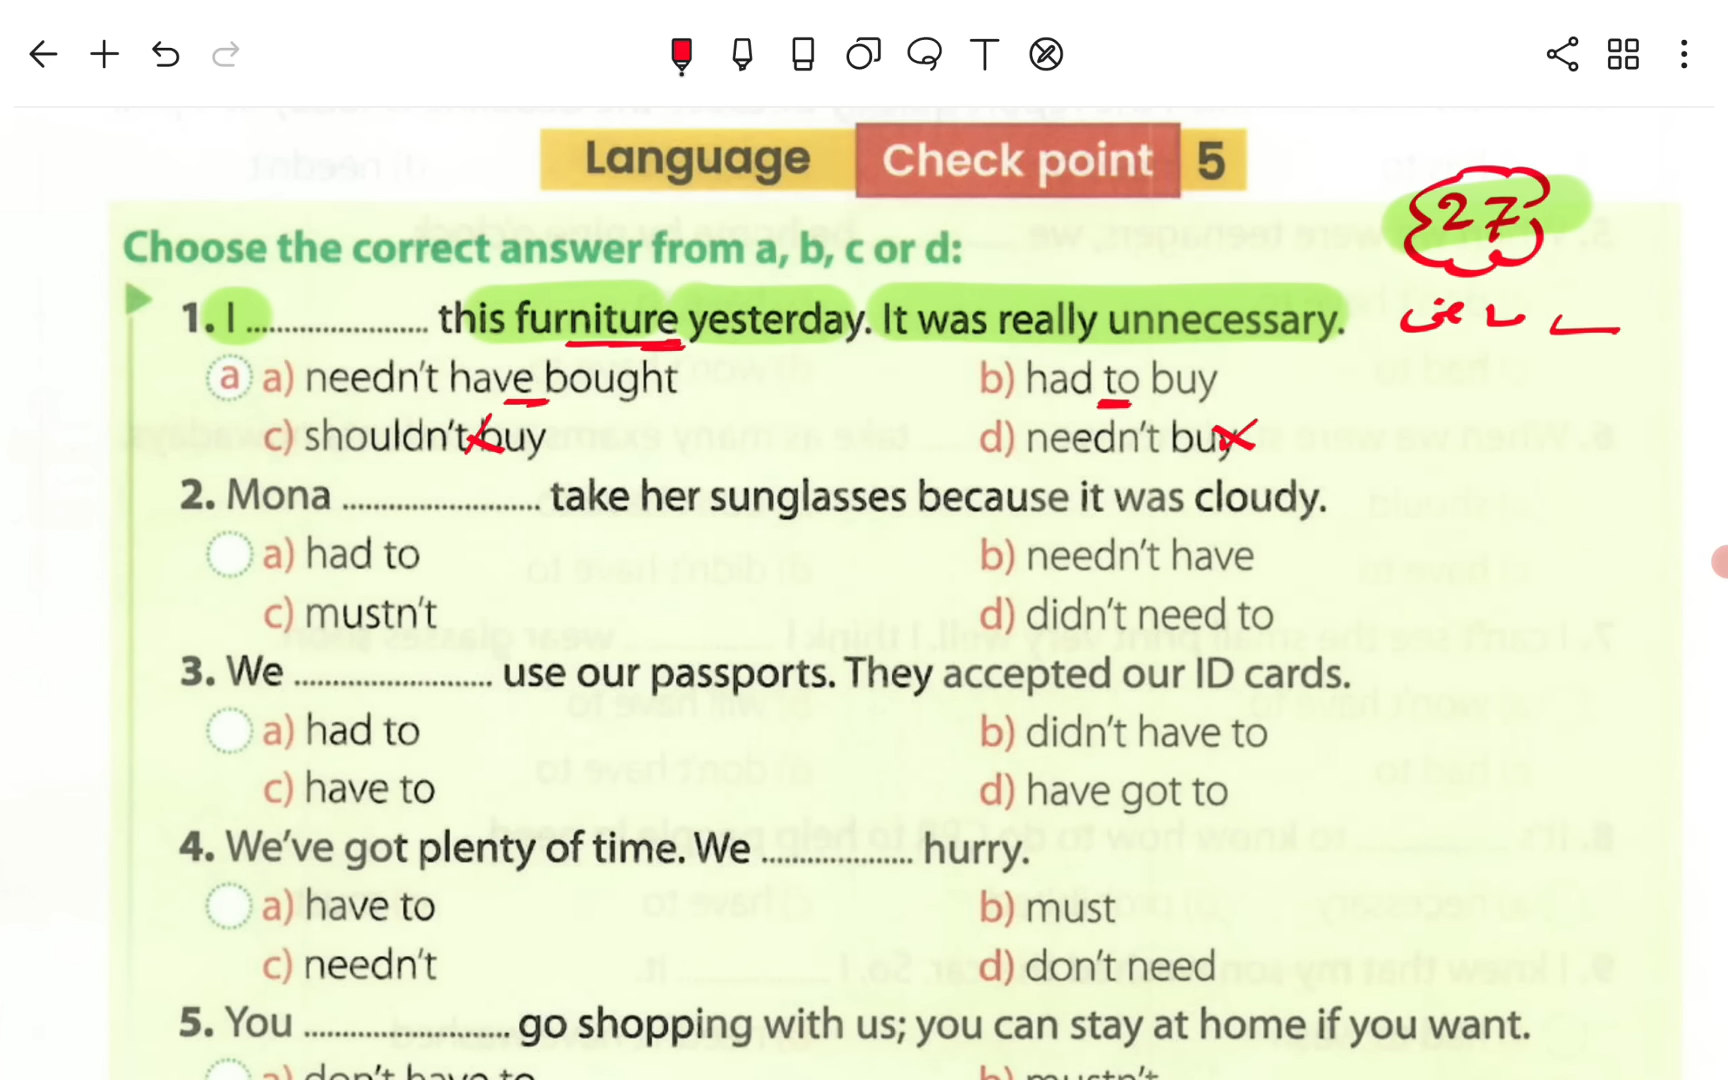 Language Check point 5
27
Choose the correct answer from a, b, c or d:
1. I ..................... this furniture yesterday. It was really unnecessary.
a a) needn't have bought b) had to buy
c) shouldn't buy d) needn't buy
2. Mona ....................... take her sunglasses because it was cloudy.
a) had to b) needn't have
c) mustn't d) didn't need to
3. We ....................... use our passports. They accepted our ID cards.
a) had to b) didn't have to
c) have to d) have got to
4. We've got plenty of time. We .................. hurry.
a) have to b) must
c) needn't d) don't need
5. You ........................ go shopping with us; you can stay at home if you want.
a) don't have to b) mustn't